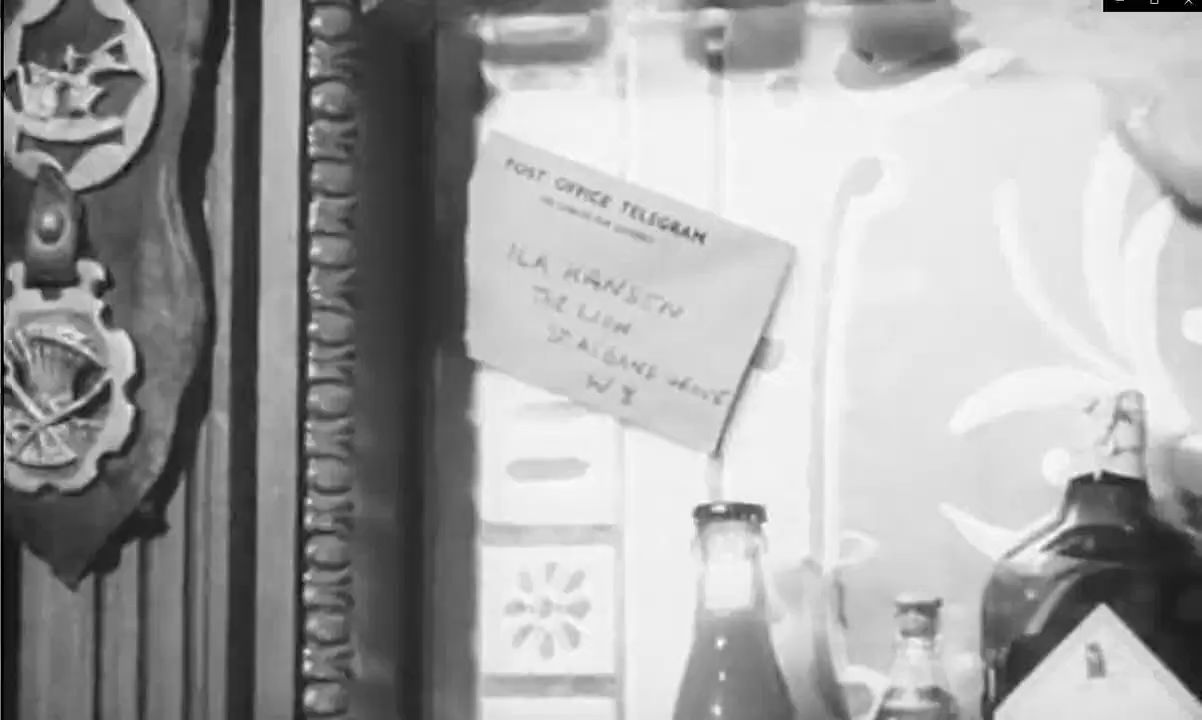 POST OFFICE TELEGRAM
ILA HANSEN
THE LION
ST ALBANS GROVE
W 8